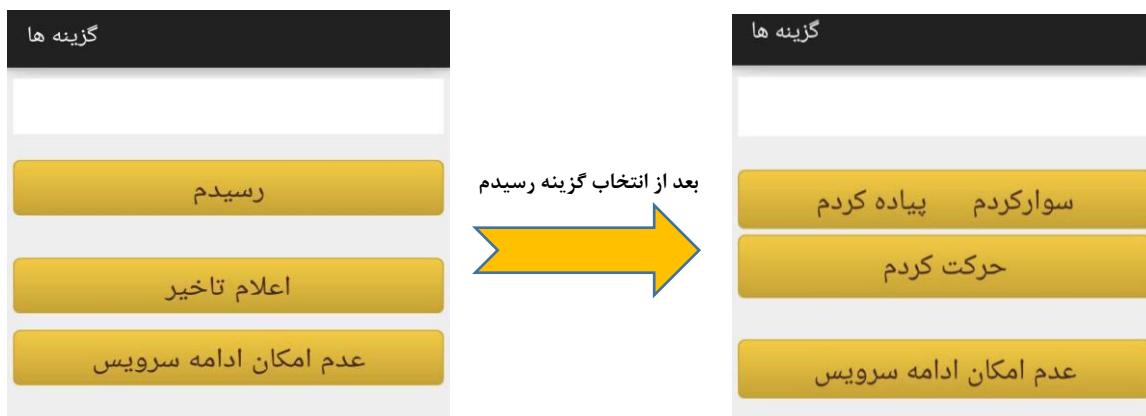 گزینه ها
رسیدم
اعلام تاخیر
عدم امکان ادامه سرویس
بعد از انتخاب گزینه رسیدم
گزینه ها
سوارکردم پیاده کردم
حرکت کردم
عدم امکان ادامه سرویس